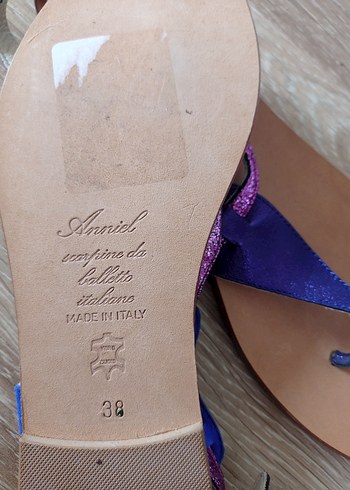 Anniel
scarpine da
balletto
italiane
MADE IN ITALY
38